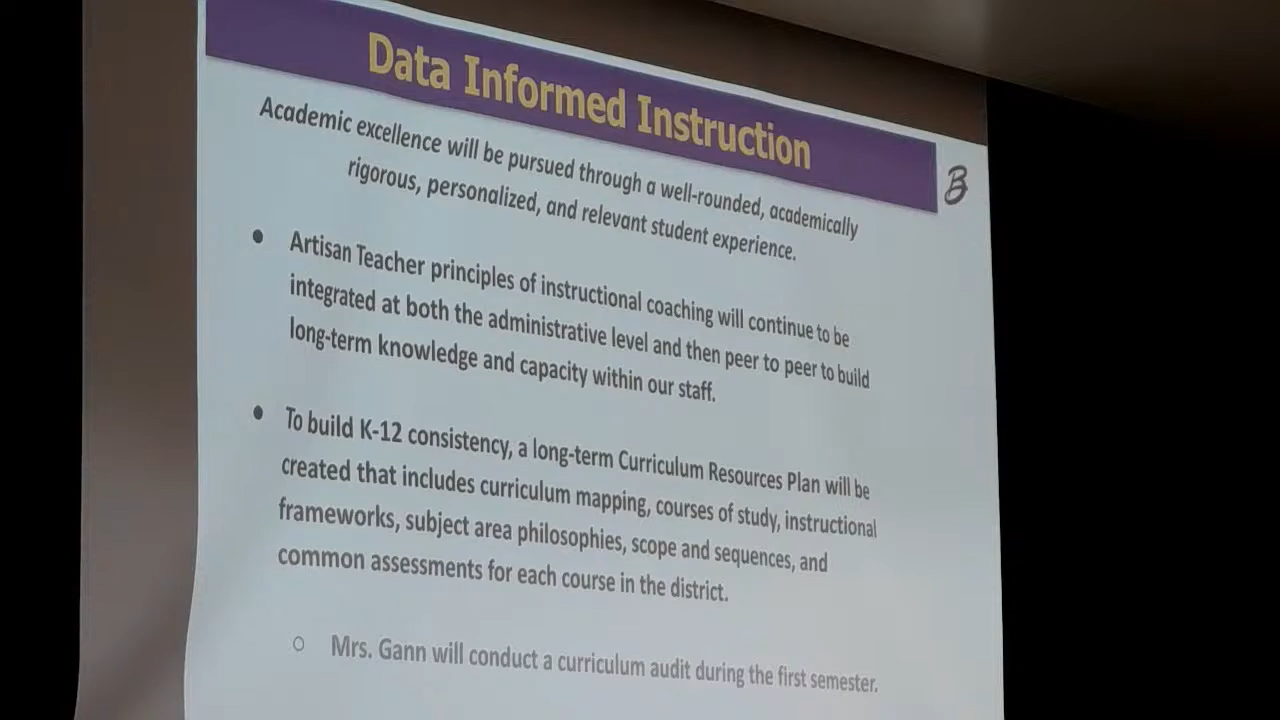 Data Informed Instruction
B
Academic excellence will be pursued through a well-rounded, academically
rigorous, personalized, and relevant student experience.
● Artisan Teacher principles of instructional coaching will continue to be
integrated at both the administrative level and then peer to peer to build
long-term knowledge and capacity within our staff.
● To build K-12 consistency, a long-term Curriculum Resources Plan will be
created that includes curriculum mapping, courses of study, instructional
frameworks, subject area philosophies, scope and sequences, and
common assessments for each course in the district.
○ Mrs. Gann will conduct a curriculum audit during the first semester.